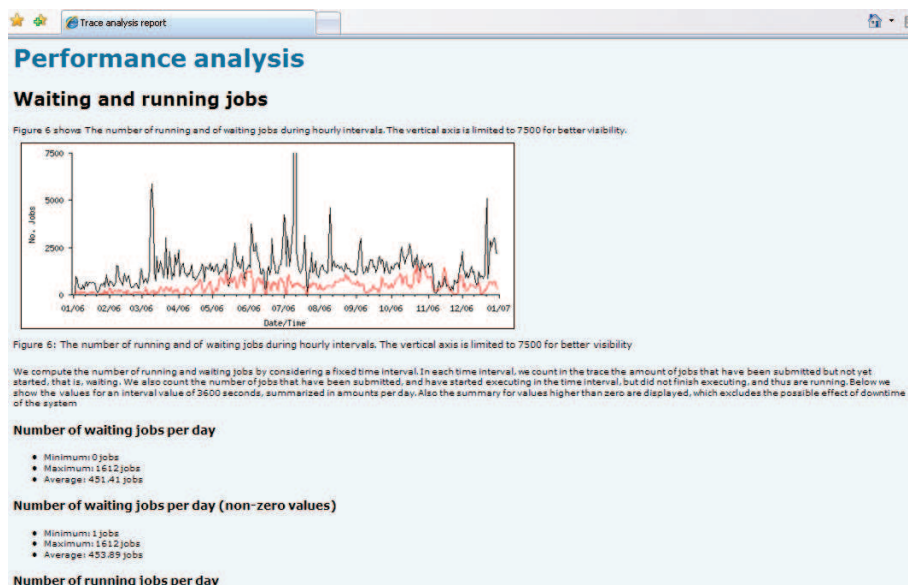 Trace analysis report
Performance analysis
Waiting and running jobs
Figure 6 shows The number of running and of waiting jobs during hourly intervals. The vertical axis is limited to 7500 for better visibility.
7500
5000
2500
0
No. Jobs
01/06 02/06 03/06 04/06 05/06 06/06 07/06 08/06 09/06 10/06 11/06 12/06 01/07
Date/Time
Figure 6: The number of running and of waiting jobs during hourly intervals. The vertical axis is limited to 7500 for better visibility
We compute the number of running and waiting jobs by considering a fixed time interval. In each time interval, we count in the trace the amount of jobs that have been submitted but not yet
started, that is, waiting. We also count the number of jobs that have been submitted, and have started executing in the time interval, but did not finish executing, and thus are running. Below we
show the values for an interval value of 3600 seconds, summarized in amounts per day. Also the summary for values higher than zero are displayed, which excludes the possible effect of downtime
of the system
Number of waiting jobs per day
Minimum: 0 jobs
Maximum: 1612 jobs
Average: 451.41 jobs
Number of waiting jobs per day (non-zero values)
Minimum: 1 jobs
Maximum: 1612 jobs
Average: 453.89 jobs
Number of running jobs per day